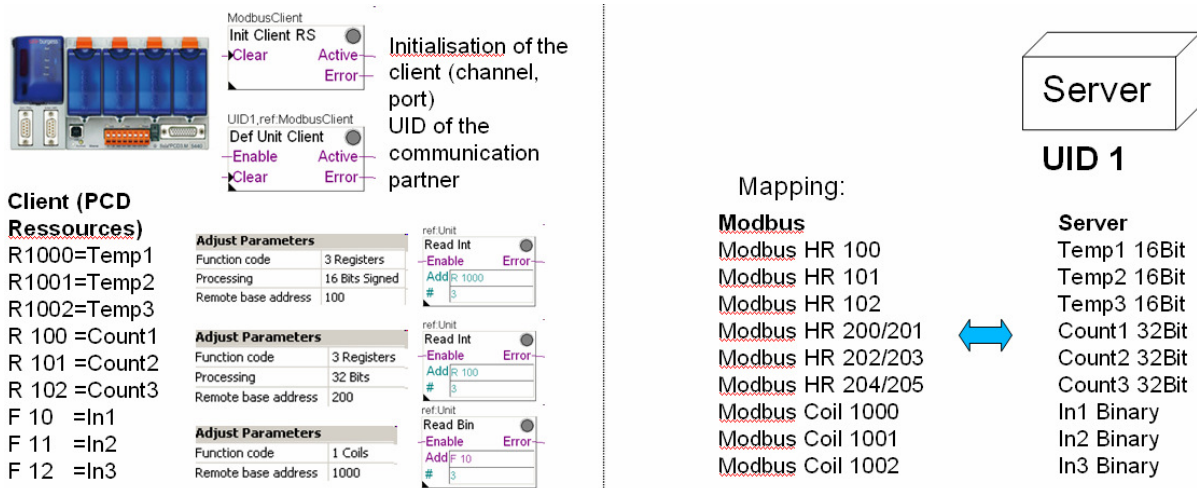 ModbusClient
Init Client RS
Clear Active
Error
Initialisation of the
client (channel,
port)
UID1,ref:ModbusClient
Def Unit Client
Enable Active
Clear Error
UID of the
communication
partner
Client (PCD
Ressources)
R1000=Temp1
R1001=Temp2
R1002=Temp3
R 100 =Count1
R 101 =Count2
R 102 =Count3
F 10 =In1
F 11 =In2
F 12 =In3
Adjust Parameters
Function code 3 Registers
Processing 16 Bits Signed
Remote base address 100
ref:Unit
Read Int
Enable Error
Add R 1000
# 3
Adjust Parameters
Function code 3 Registers
Processing 32 Bits
Remote base address 200
ref:Unit
Read Int
Enable Error
Add R 100
# 3
Adjust Parameters
Function code 1 Coils
Remote base address 1000
ref:Unit
Read Bin
Enable Error
Add F 10
# 3
Server
UID 1
Mapping:
Modbus Server
Modbus HR 100 Temp1 16Bit
Modbus HR 101 Temp2 16Bit
Modbus HR 102 Temp3 16Bit
Modbus HR 200/201 Count1 32Bit
Modbus HR 202/203 Count2 32Bit
Modbus HR 204/205 Count3 32Bit
Modbus Coil 1000 In1 Binary
Modbus Coil 1001 In2 Binary
Modbus Coil 1002 In3 Binary